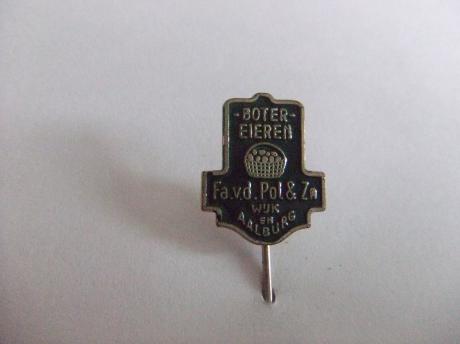 -BOTER-
EIEREN
Fa.v.d. Pol & Zn
WIJK
EN
AALBURG